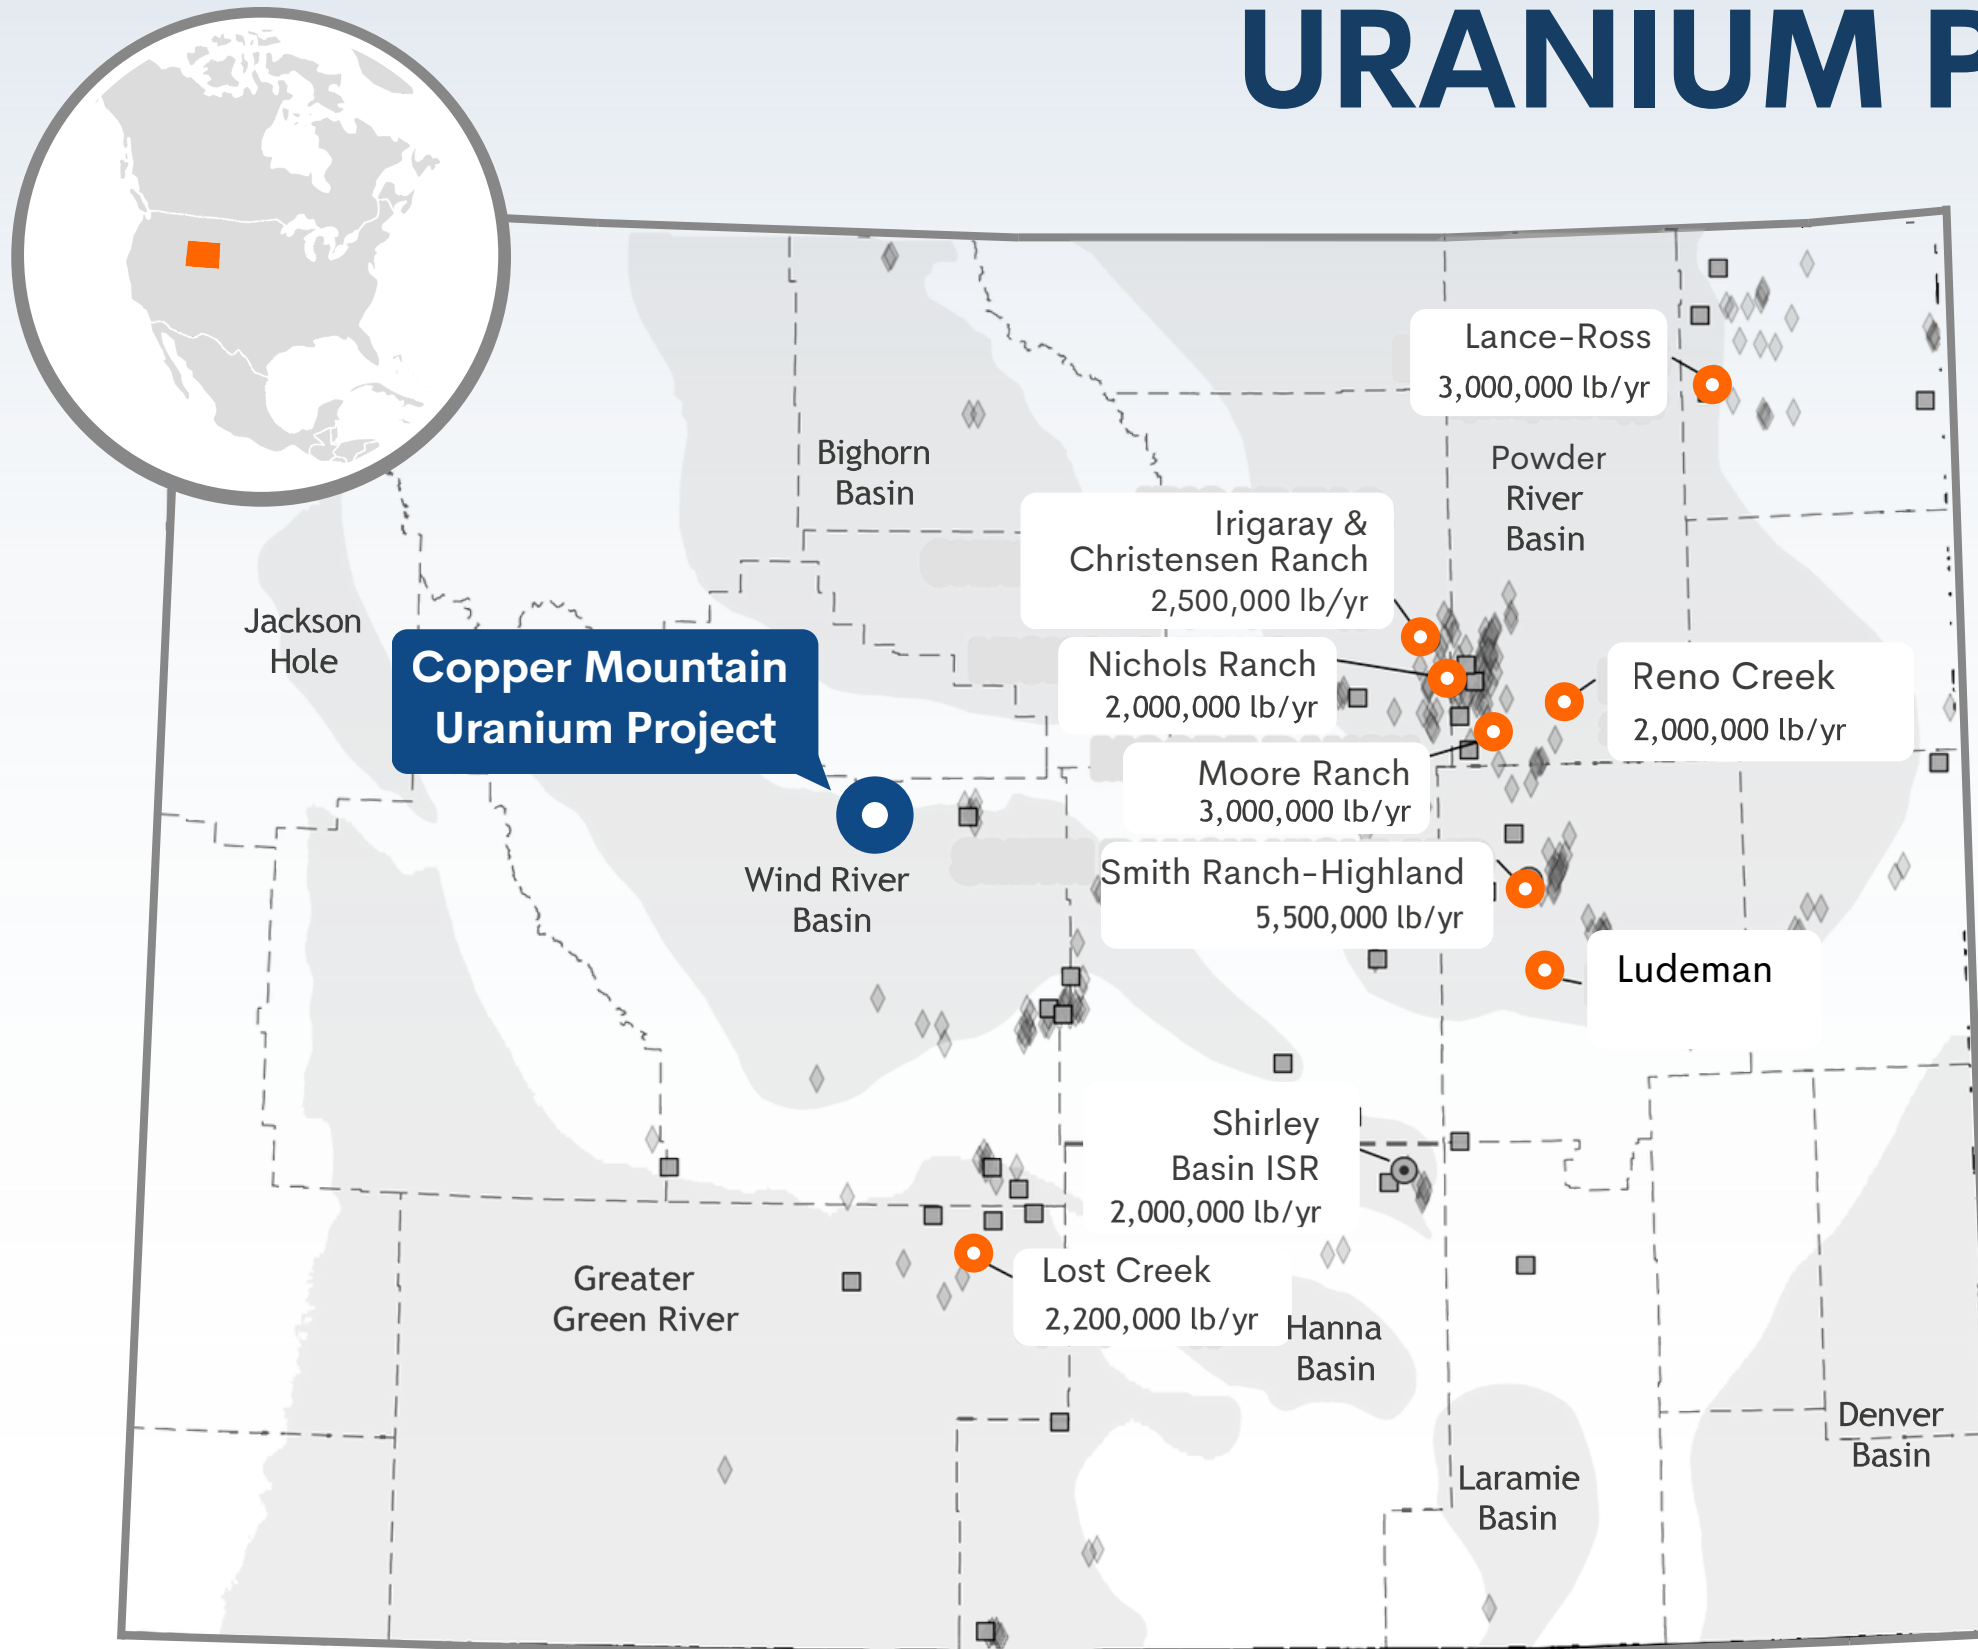 URANIUM P
Lance-Ross
3,000,000 lb/yr
Bighorn
Basin
Powder
River
Basin
Irigaray &
Christensen Ranch
2,500,000 lb/yr
Jackson
Hole
Copper Mountain
Uranium Project
Nichols Ranch
2,000,000 lb/yr
Reno Creek
2,000,000 lb/yr
Moore Ranch
3,000,000 lb/yr
Wind River
Basin
Smith Ranch-Highland
5,500,000 lb/yr
Ludeman
Shirley
Basin ISR
2,000,000 lb/yr
Greater
Green River
Lost Creek
2,200,000 lb/yr
Hanna
Basin
Denver
Basin
Laramie
Basin